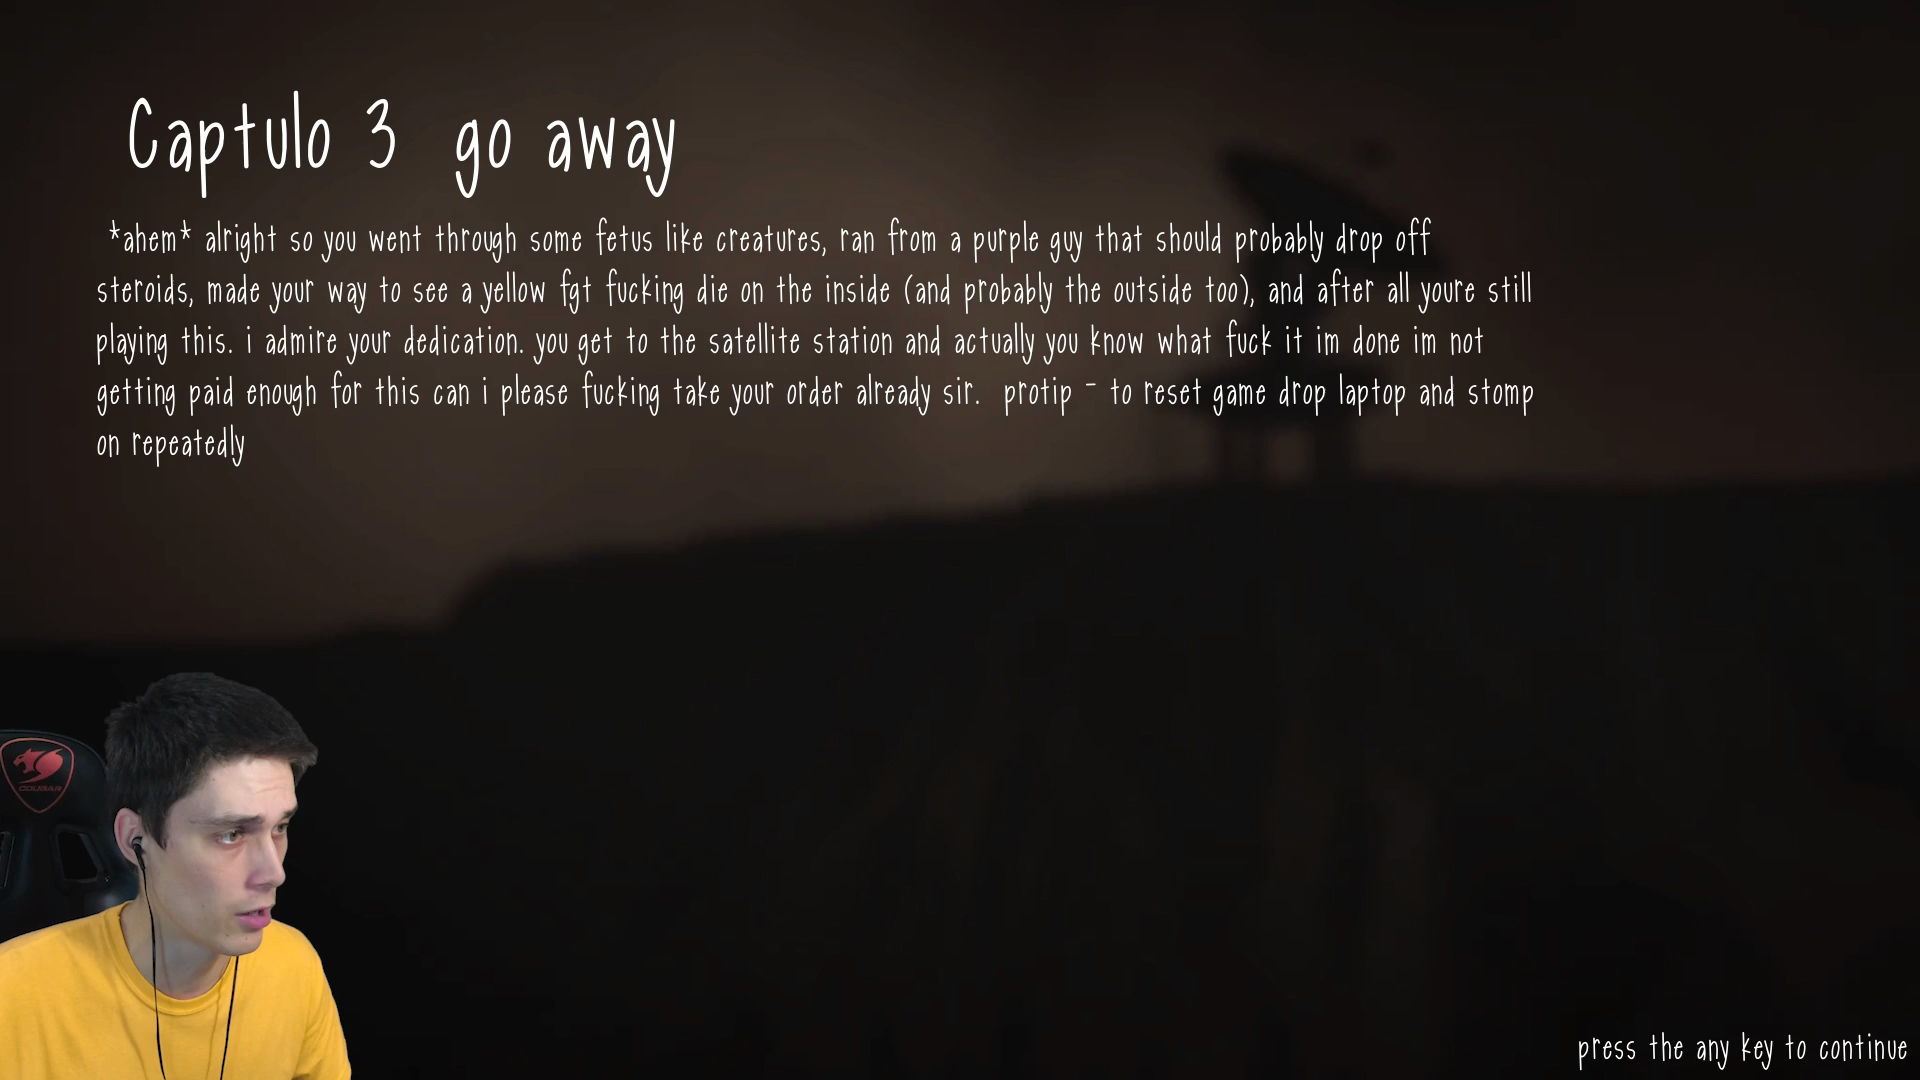 Captulo 3 go away
*ahem* alright so you went through some fetus like creatures, ran from a purple guy that should probably drop off
steroids, made your way to see a yellow fgt fucking die on the inside (and probably the outside too), and after all youre still
playing this. i admire your dedication. you get to the satellite station and actually you know what fuck it im done im not
getting paid enough for this can i please fucking take your order already sir. protip - to reset game drop laptop and stomp
on repeatedly
COUGAR
press the any key to continue